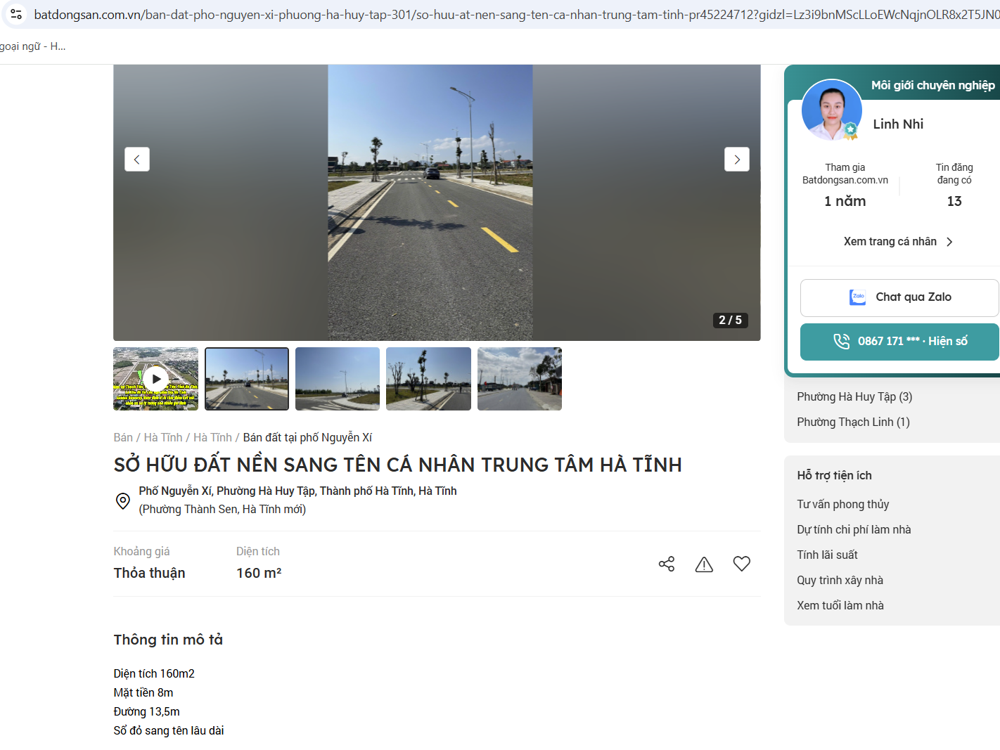 batdongsan.com.vn/ban-dat-pho-nguyen-xi-phuong-ha-huy-tap-301/so-huu-at-nen-sang-ten-ca-nhan-trung-tam-tinh-pr45224712?gidzl=Lz3i9bnMScLLoEWcNqjnOLR8x2T5JN0
goại ngữ - H...
Môi giới chuyên nghiệp
Linh Nhi
Tham gia
Batdongsan.com.vn
1 năm
Tin đăng
đang có
13
Xem trang cá nhân
Zalo
Chat qua Zalo
0867 171 *** · Hiện số
2 / 5
Phường Hà Huy Tập (3)
Phường Thạch Linh (1)
Bán / Hà Tĩnh / Hà Tĩnh / Bán đất tại phố Nguyễn Xí
SỞ HỮU ĐẤT NỀN SANG TÊN CÁ NHÂN TRUNG TÂM HÀ TĨNH
Phố Nguyễn Xí, Phường Hà Huy Tập, Thành phố Hà Tĩnh, Hà Tĩnh
(Phường Thành Sen, Hà Tĩnh mới)
Khoảng giá
Thỏa thuận
Diện tích
160 m²
Hỗ trợ tiện ích
Tư vấn phong thủy
Dự tính chi phí làm nhà
Tính lãi suất
Quy trình xây nhà
Xem tuổi làm nhà
Thông tin mô tả
Diện tích 160m2
Mặt tiền 8m
Đường 13,5m
Sổ đỏ sang tên lâu dài